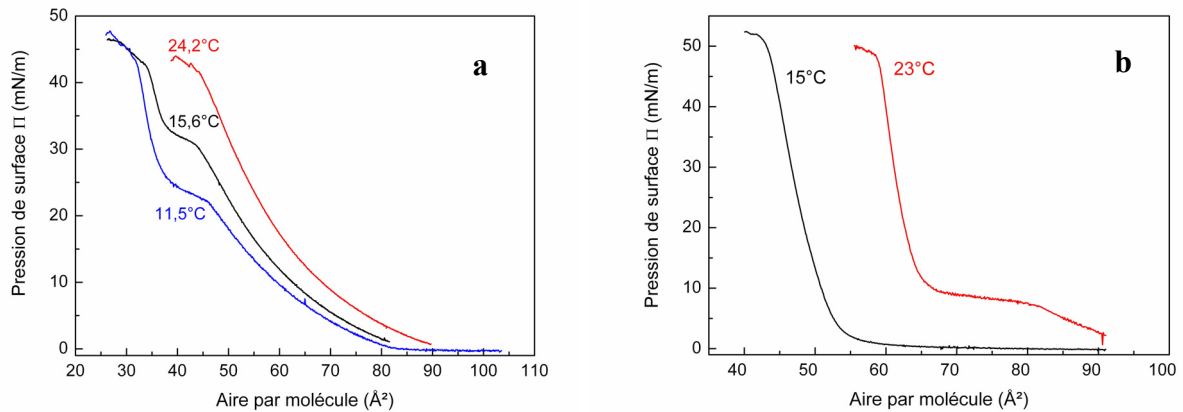 50
40
30
20
10
0
Pression de surface Π (mN/m)
24,2°C
15,6°C
11,5°C
a
20 30 40 50 60 70 80 90 100 110
Aire par molécule (Å²)
50
40
30
20
10
0
Pression de surface Π (mN/m)
15°C
23°C
b
40 50 60 70 80 90 100
Aire par molécule (Å²)